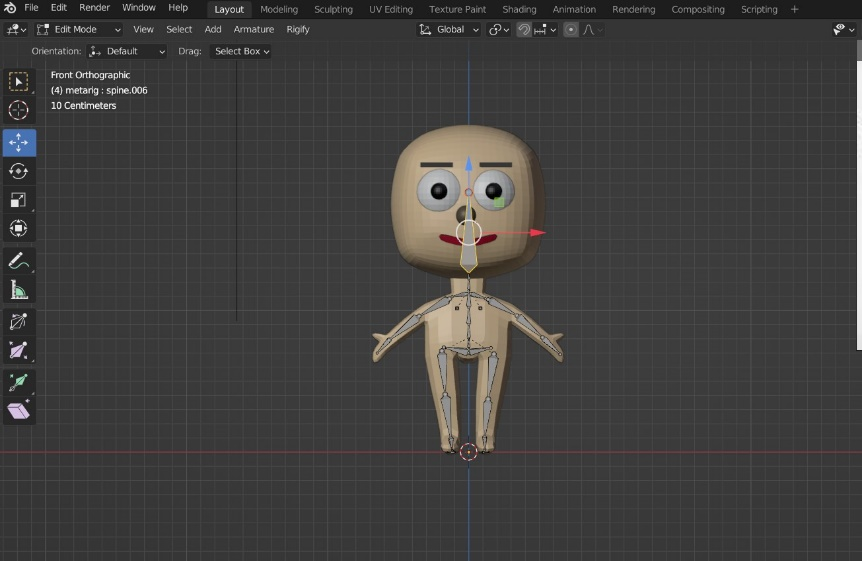 File Edit Render Window Help Layout Modeling Sculpting UV Editing Texture Paint Shading Animation Rendering Compositing Scripting +
Edit Mode View Select Add Armature Rigify Global
Orientation: Default Drag: Select Box
Front Orthographic
(4) metarig : spine.006
10 Centimeters